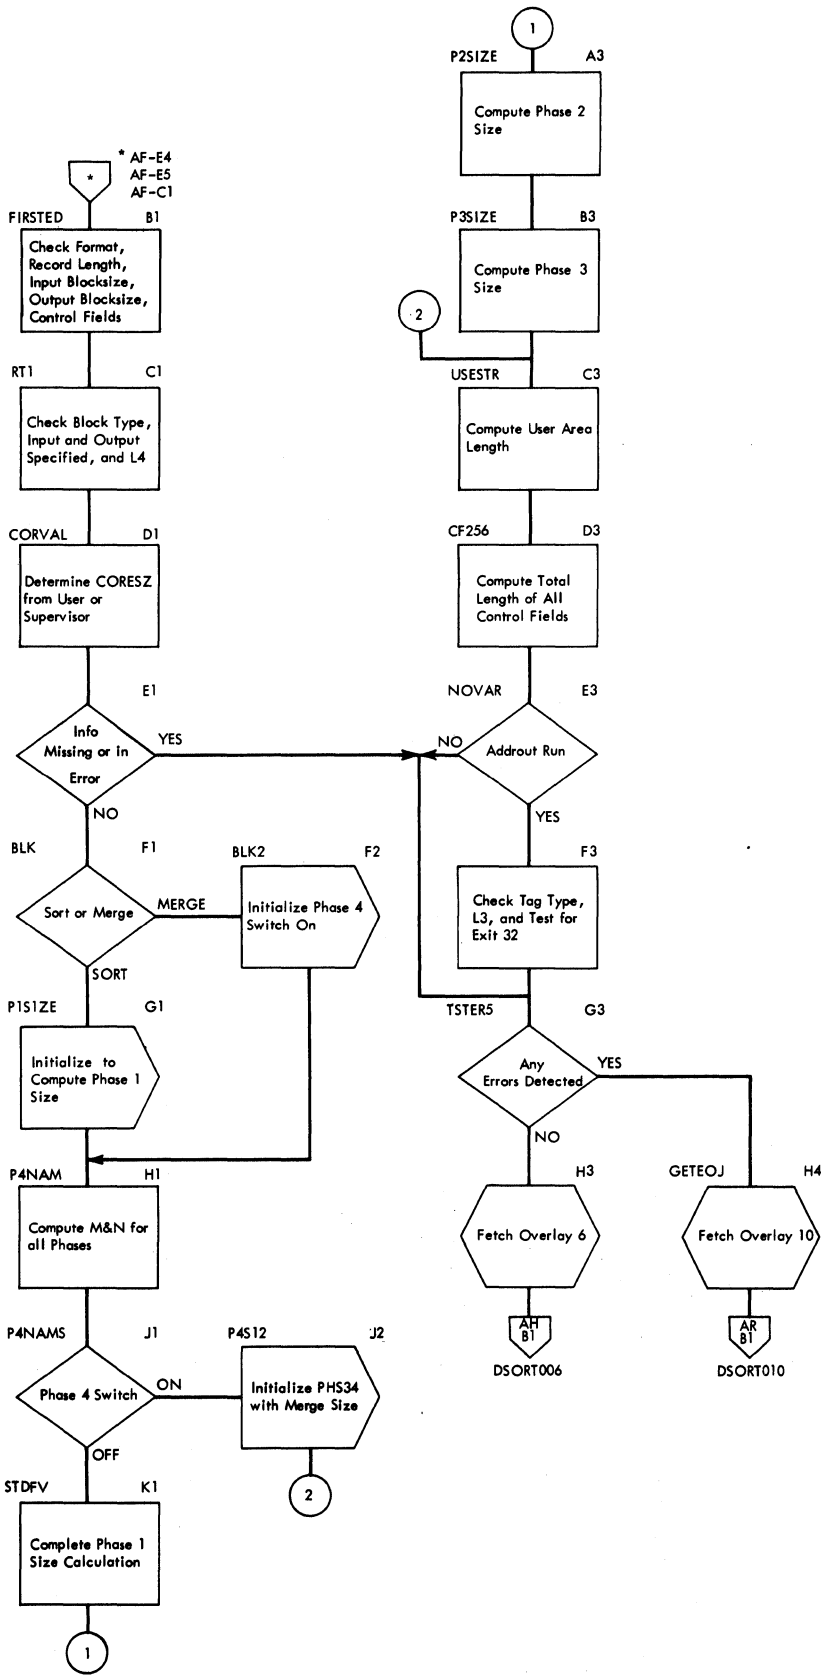 * AF-E4
AF-E5
AF-C1
*
FIRSTED B1
Check Format,
Record Length,
Input Blocksize,
Output Blocksize,
Control Fields
RT1 C1
Check Block Type,
Input and Output
Specified, and L4
CORVAL D1
Determine CORESZ
from User or
Supervisor
E1
Info
Missing or in
Error
YES
NO
BLK F1
Sort or Merge
MERGE
SORT
BLK2 F2
Initialize Phase 4
Switch On
P1S1ZE G1
Initialize to
Compute Phase 1
Size
P4NAM H1
Compute M&N for
all Phases
P4NAMS J1
Phase 4 Switch
ON
OFF
P4S12 J2
Initialize PHS34
with Merge Size
2
STDFV K1
Complete Phase 1
Size Calculation
1
1
P2SIZE A3
Compute Phase 2
Size
P3SIZE B3
Compute Phase 3
Size
2
USESTR C3
Compute User Area
Length
CF256 D3
Compute Total
Length of All
Control Fields
NOVAR E3
Addrout Run
NO
YES
F3
Check Tag Type,
L3, and Test for
Exit 32
TSTER5 G3
Any
Errors Detected
YES
NO
H3
Fetch Overlay 6
AH
B1
DSORT006
GETEOJ H4
Fetch Overlay 10
AR
B1
DSORT010